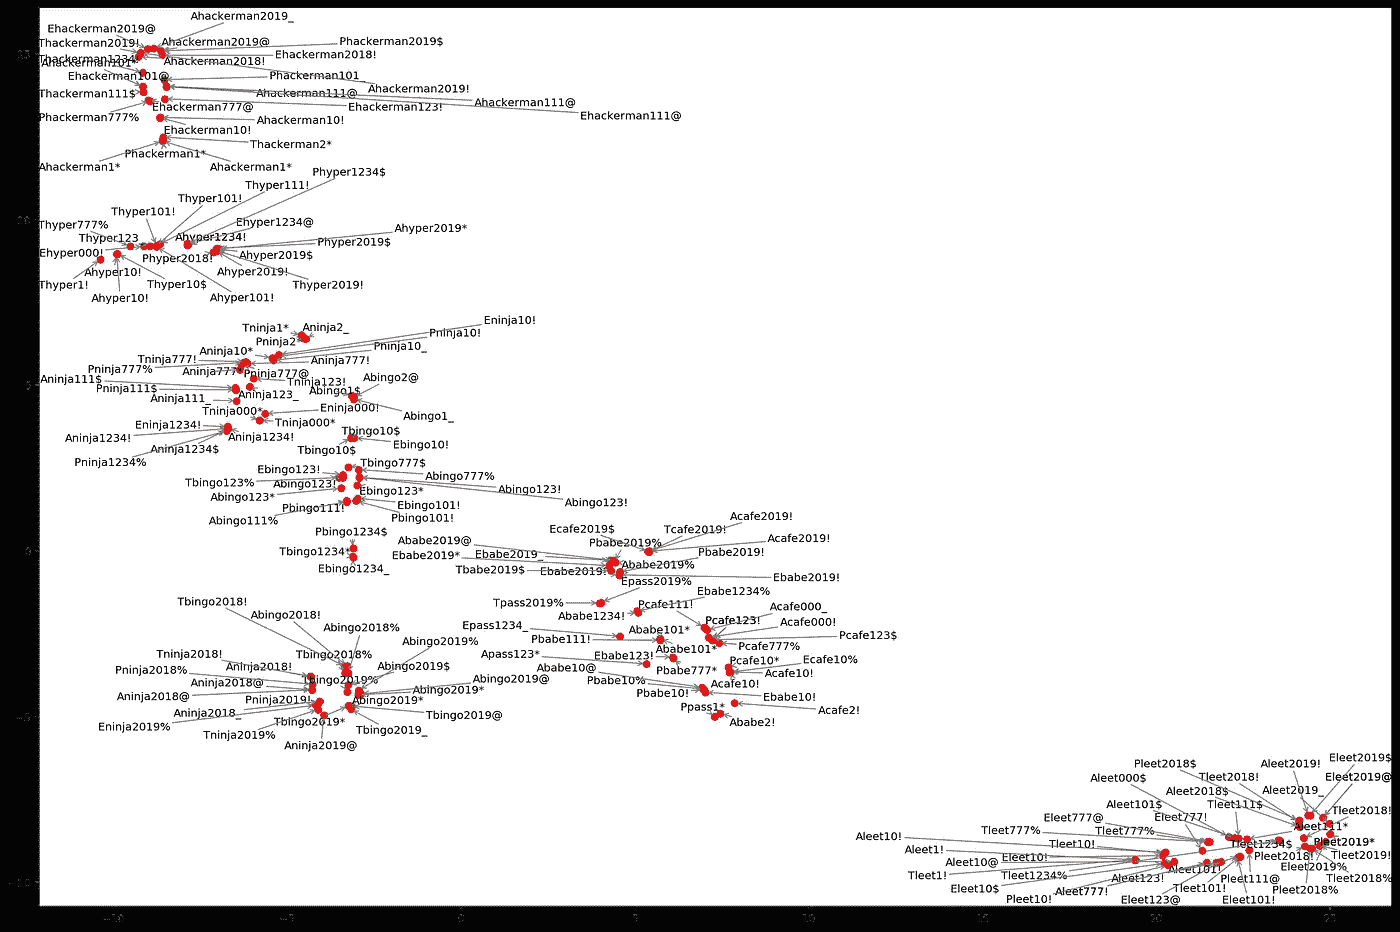 Ahackerman2019_
Ehackerman2019@
Thackerman2019!
Ahackerman2019@
Phackerman2019$
Ehackerman2018!
Thackerman1234!
Ahackerman101*
Ahackerman2018!
Ehackerman101@
Phackerman101_
Ahackerman2019!
Thackerman111$
Ahackerman111@
Ahackerman111@
Ehackerman777@
Ehackerman123!
Ehackerman111@
Phackerman777%
Ahackerman10!
Ehackerman10!
Thackerman2*
Phackerman1*
Ahackerman1*
Ahackerman1*
Phyper1234$
Thyper111!
Thyper101!
Thyper101!
Thyper777%
Ehyper1234@
Ahyper2019*
Thyper123
Ahyper1234!
Phyper2019$
Ehyper000!
Phyper2018!
Ahyper2019$
Ahyper10!
Ahyper2019!
Thyper1!
Thyper10$
Thyper2019!
Ahyper10!
Ahyper101!
Eninja10!
Tninja1*
Aninja2_
Pninja10!
Pninja2
Pninja10_
Aninja10*
Tninja777!
Aninja777!
Pninja777%
Aninja777*
Pninja777@
Aninja111$
Tninja123!
Abingo2@
Pninja111$
Aninja123_
Abingo1$
Aninja111_
Tninja000*
Eninja000!
Abingo1_
Eninja1234!
Tninja000*
Tbingo10$
Aninja1234!
Aninja1234!
Ebingo10!
Aninja1234$
Tbingo10$
Pninja1234%
Ebingo123!
Tbingo777$
Abingo777%
Tbingo123%
Abingo123!
Abingo123!
Abingo123*
Ebingo123*
Abingo123!
Pbingo111!
Ebingo101!
Abingo111%
Pbingo101!
Pbingo1234$
Tbingo1234*
Ebingo1234_
Acafe2019!
Ecafe2019$
Tcafe2019!
Ababe2019@
Pbabe2019%
Acafe2019!
Ebabe2019*
Ebabe2019_
Pbabe2019!
Tbabe2019$
Ebabe2019!
Ababe2019%
Ebabe2019!
Epass2019%
Ebabe1234%
Tpass2019%
Pcafe111!
Acafe000_
Ababe1234!
Pcafe123!
Acafe000!
Epass1234_
Ababe101*
Pcafe123$
Pbabe111!
Pcafe777%
Apass123*
Ebabe123!
Ababe101*
Pcafe10*
Ecafe10%
Ababe10@
Pbabe777*
Acafe10!
Pbabe10%
Acafe10!
Pbabe10!
Ebabe10!
Ppass1*
Acafe2!
Ababe2!
Tbingo2018!
Abingo2018!
Abingo2018%
Abingo2019%
Tninja2018!
Tbingo2018%
Pninja2018%
Aninja2018!
Abingo2019$
Aninja2018@
Tbingo2019%
Abingo2019@
Aninja2018@
Pninja2019!
Abingo2019*
Abingo2019*
Aninja2018_
Tbingo2019@
Eninja2019%
Tbingo2019*
Tninja2019%
Tbingo2019_
Aninja2019@
Pleet2018$
Aleet2019!
Eleet2019$
Aleet000$
Tleet2018!
Eleet2019@
Aleet2018$
Aleet2019_
Aleet101$
Tleet111$
Tleet2018!
Eleet777@
Eleet777!
Aleet111*
Tleet777%
Tleet777%
Aleet10!
Tleet10!
Tleet1234$
Pleet2019*
Aleet1!
Eleet10!
Pleet2018!
Tleet2019!
Aleet10@
Aleet101!
Eleet2019%
Tleet1!
Tleet1234%
Aleet123!
Pleet111@
Tleet2018%
Eleet10$
Aleet777!
Tleet101!
Pleet2018%
Pleet10!
Eleet123@
Eleet101!